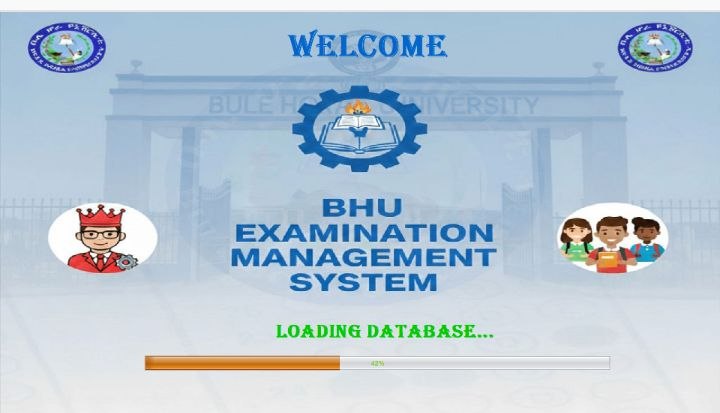 WELCOME
BULE HORA UNIVERSITY
BHU
EXAMINATION
MANAGEMENT
SYSTEM
LOADING DATABASE...
42%